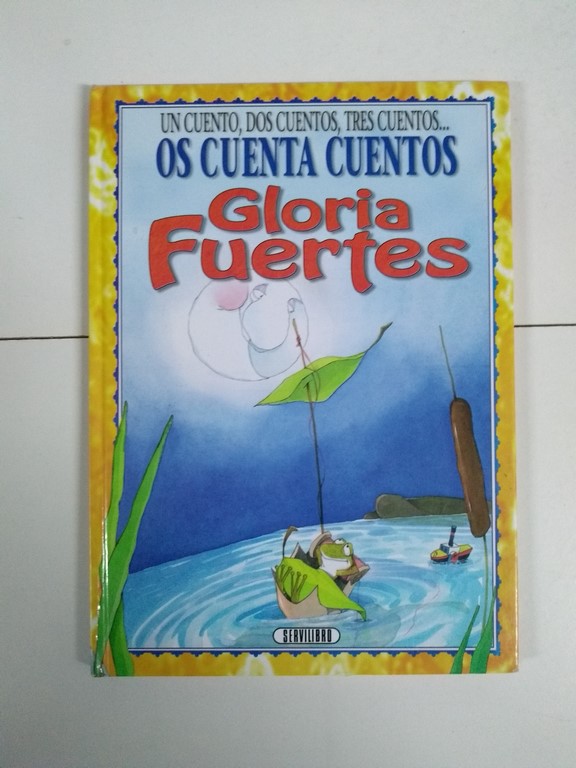 UN CUENTO, DOS CUENTOS, TRES CUENTOS...
OS CUENTA CUENTOS
Gloria
Fuertes
SERVILIBRO